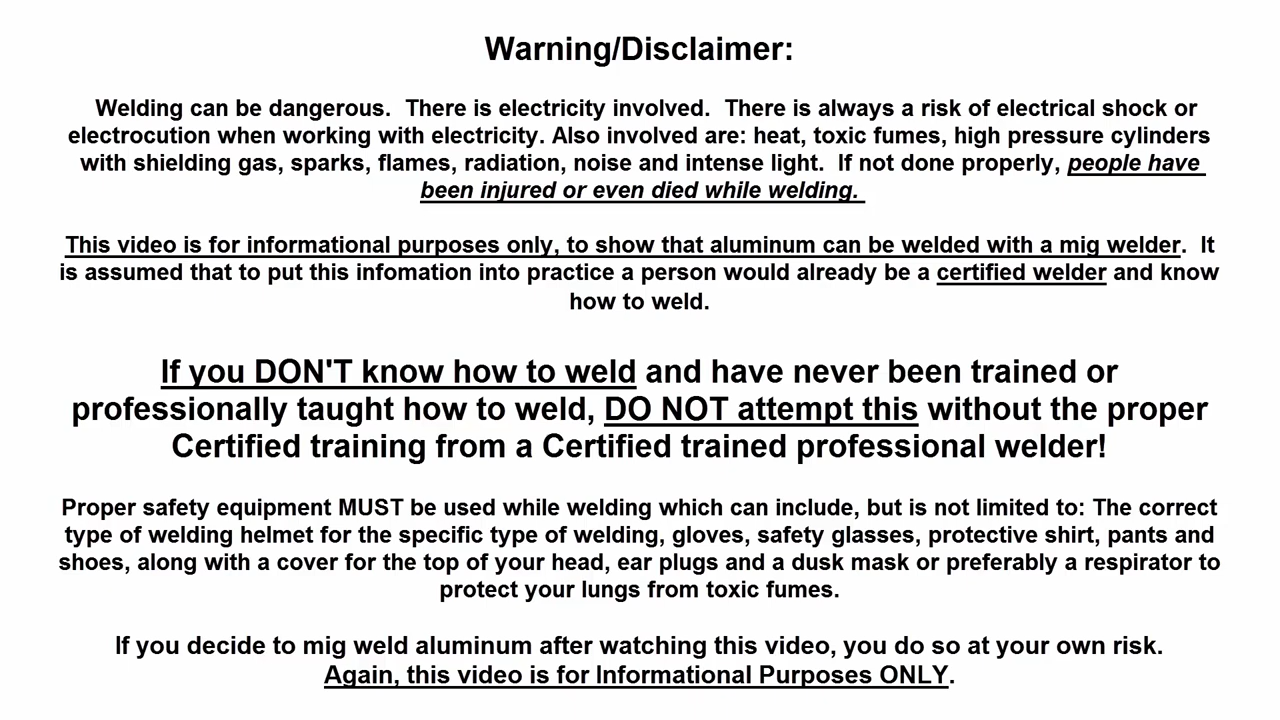 Warning/Disclaimer:
Welding can be dangerous.  There is electricity involved.  There is always a risk of electrical shock or
electrocution when working with electricity. Also involved are: heat, toxic fumes, high pressure cylinders
with shielding gas, sparks, flames, radiation, noise and intense light.  If not done properly, people have
been injured or even died while welding.
This video is for informational purposes only, to show that aluminum can be welded with a mig welder.  It
is assumed that to put this infomation into practice a person would already be a certified welder and know
how to weld.
If you DON'T know how to weld and have never been trained or
professionally taught how to weld, DO NOT attempt this without the proper
Certified training from a Certified trained professional welder!
Proper safety equipment MUST be used while welding which can include, but is not limited to: The correct
type of welding helmet for the specific type of welding, gloves, safety glasses, protective shirt, pants and
shoes, along with a cover for the top of your head, ear plugs and a dusk mask or preferably a respirator to
protect your lungs from toxic fumes.
If you decide to mig weld aluminum after watching this video, you do so at your own risk.
Again, this video is for Informational Purposes ONLY.